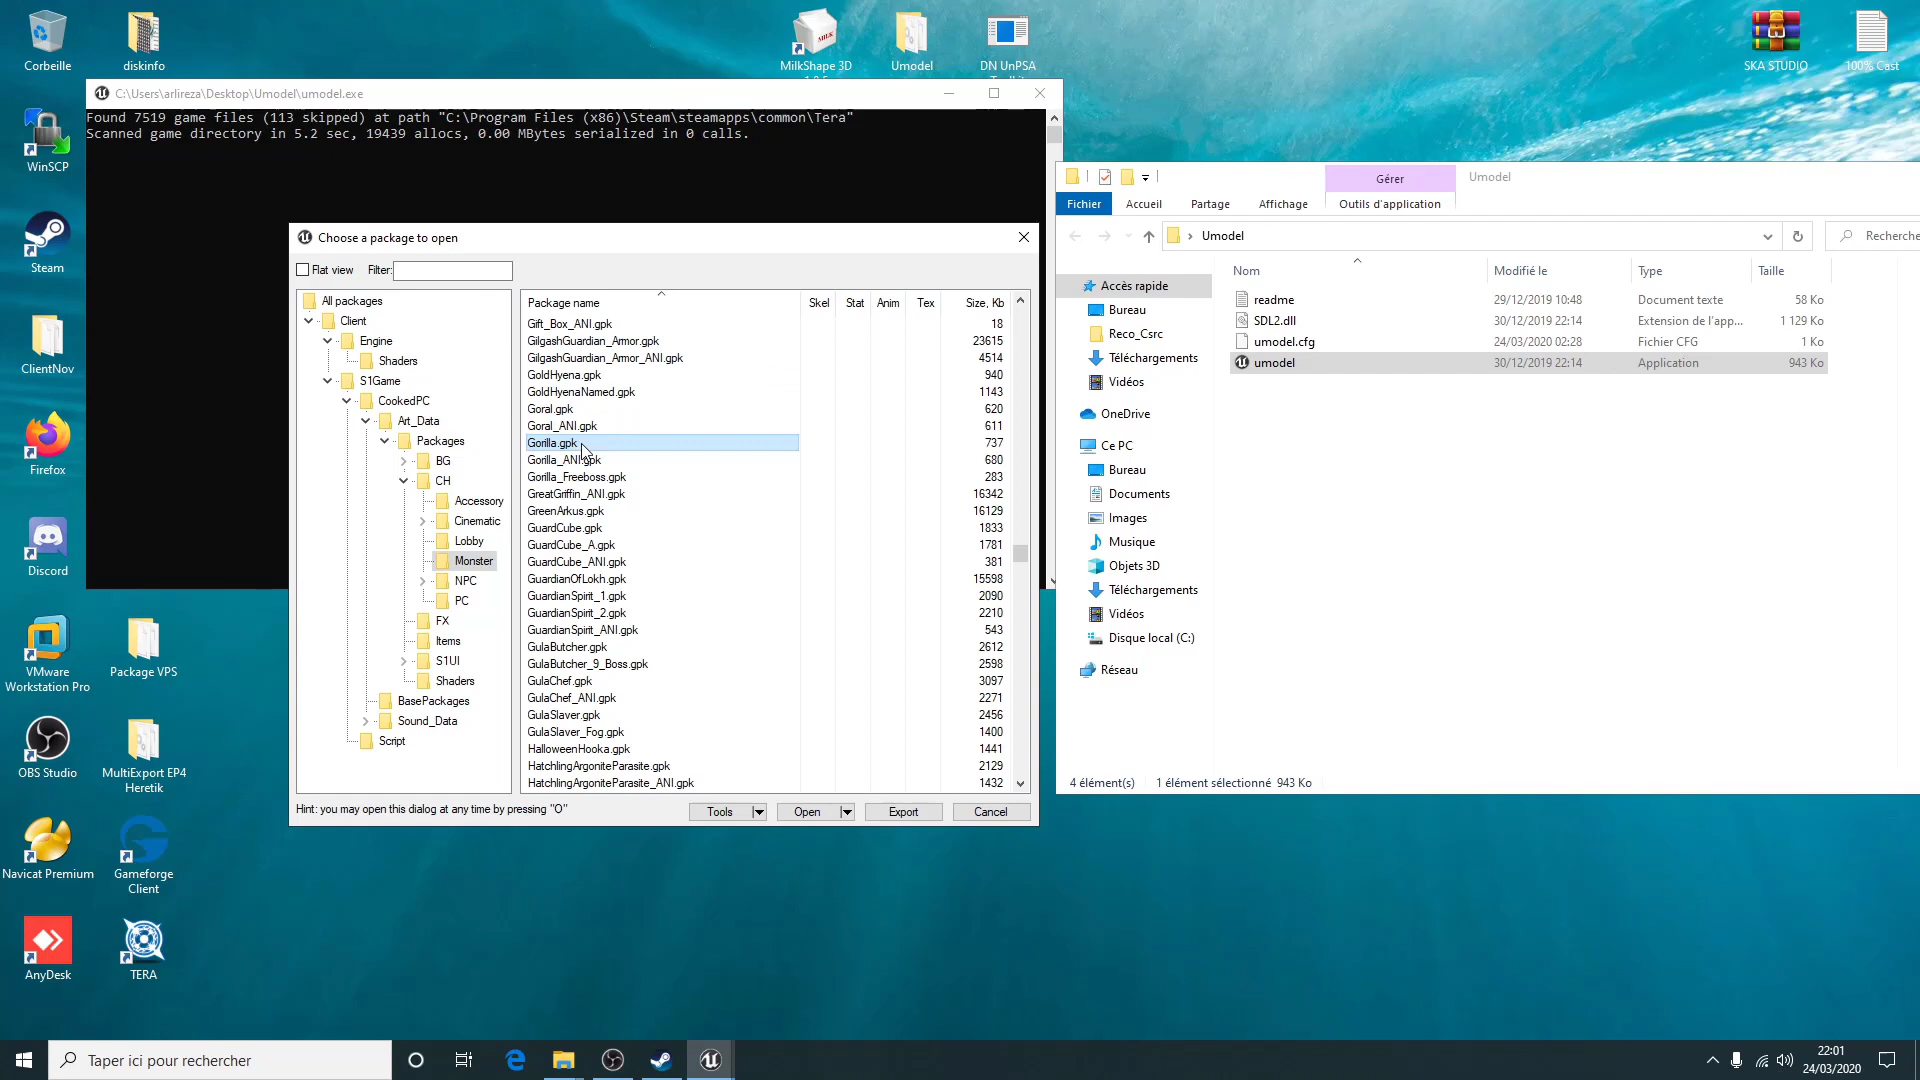 Corbeille
diskinfo
MilkShape 3D
Umodel
DN UnPSA
SKA STUDIO
100% Cast
C:\Users\arlireza\Desktop\Umodel\umodel.exe
Found 7519 game files (113 skipped) at path "C:\Program Files (x86)\Steam\steamapps\common\Tera"
Scanned game directory in 5.2 sec, 19439 allocs, 0.00 MBytes serialized in 0 calls.
WinSCP
Steam
ClientNov
Firefox
Discord
VMware
Workstation Pro
Package VPS
OBS Studio
MultiExport EP4
Heretik
Navicat Premium
Gameforge
Client
AnyDesk
TERA
Choose a package to open
Flat view
Filter:
All packages
Client
Engine
Shaders
S1Game
CookedPC
Art_Data
Packages
BG
CH
Accessory
Cinematic
Lobby
Monster
NPC
PC
FX
Items
S1UI
Shaders
BasePackages
Sound_Data
Script
Package name Skel Stat Anim Tex Size, Kb
Gift_Box_ANI.gpk 18
GilgashGuardian_Armor.gpk 23615
GilgashGuardian_Armor_ANI.gpk 4514
GoldHyena.gpk 940
GoldHyenaNamed.gpk 1143
Goral.gpk 620
Goral_ANI.gpk 611
Gorilla.gpk 737
Gorilla_ANI.gpk 680
Gorilla_Freeboss.gpk 283
GreatGriffin_ANI.gpk 16342
GreenArkus.gpk 16129
GuardCube.gpk 1833
GuardCube_A.gpk 1781
GuardCube_ANI.gpk 381
GuardianOfLokh.gpk 15598
GuardianSpirit_1.gpk 2090
GuardianSpirit_2.gpk 2210
GuardianSpirit_ANI.gpk 543
GulaButcher.gpk 2612
GulaButcher_9_Boss.gpk 2598
GulaChef.gpk 3097
GulaChef_ANI.gpk 2271
GulaSlaver.gpk 2456
GulaSlaver_Fog.gpk 1400
HalloweenHooka.gpk 1441
HatchlingArgoniteParasite.gpk 2129
HatchlingArgoniteParasite_ANI.gpk 1432
Hint: you may open this dialog at any time by pressing "O"
Tools
Open
Export
Cancel
Gérer
Umodel
Fichier
Accueil
Partage
Affichage
Outils d'application
Umodel
Recherche
Nom Modifié le Type Taille
readme 29/12/2019 10:48 Document texte 58 Ko
SDL2.dll 30/12/2019 22:14 Extension de l'app... 1 129 Ko
umodel.cfg 24/03/2020 02:28 Fichier CFG 1 Ko
umodel 30/12/2019 22:14 Application 943 Ko
Accès rapide
Bureau
Reco_Csrc
Téléchargements
Vidéos
OneDrive
Ce PC
Bureau
Documents
Images
Musique
Objets 3D
Téléchargements
Vidéos
Disque local (C:)
Réseau
4 élément(s) 1 élément sélectionné 943 Ko
Taper ici pour rechercher
22:01
24/03/2020